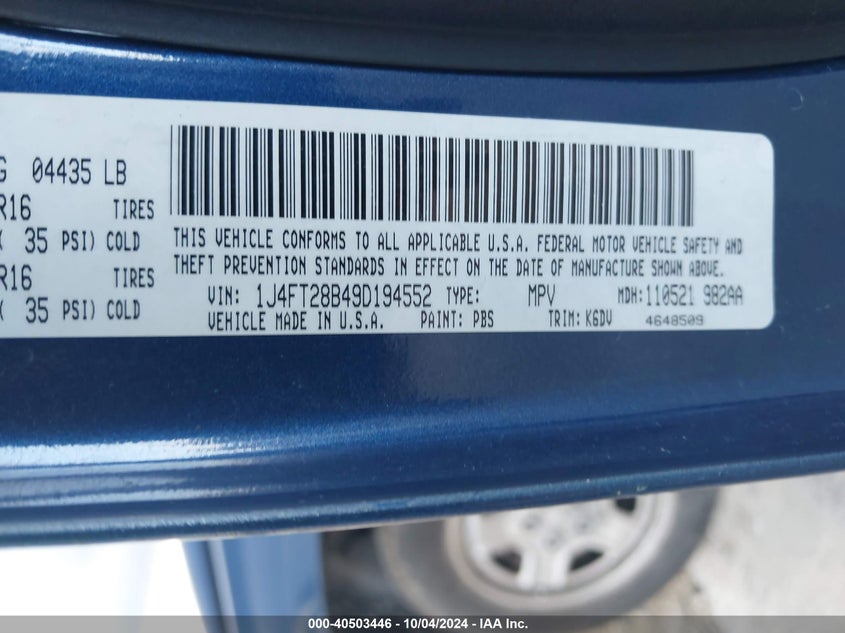 G 04435 LB
R16 TIRES
( 35 PSI) COLD
R16 TIRES
( 35 PSI) COLD
THIS VEHICLE CONFORMS TO ALL APPLICABLE U.S.A. FEDERAL MOTOR VEHICLE SAFETY AND
THEFT PREVENTION STANDARDS IN EFFECT ON THE DATE OF MANUFACTURE SHOWN ABOVE.
VIN: 1J4FT28B49D194552 TYPE: MPV MDH:110521 982AA
VEHICLE MADE IN U.S.A. PAINT: PBS TRIM: K6DV 4648509
000-40503446 - 10/04/2024 - IAA Inc.